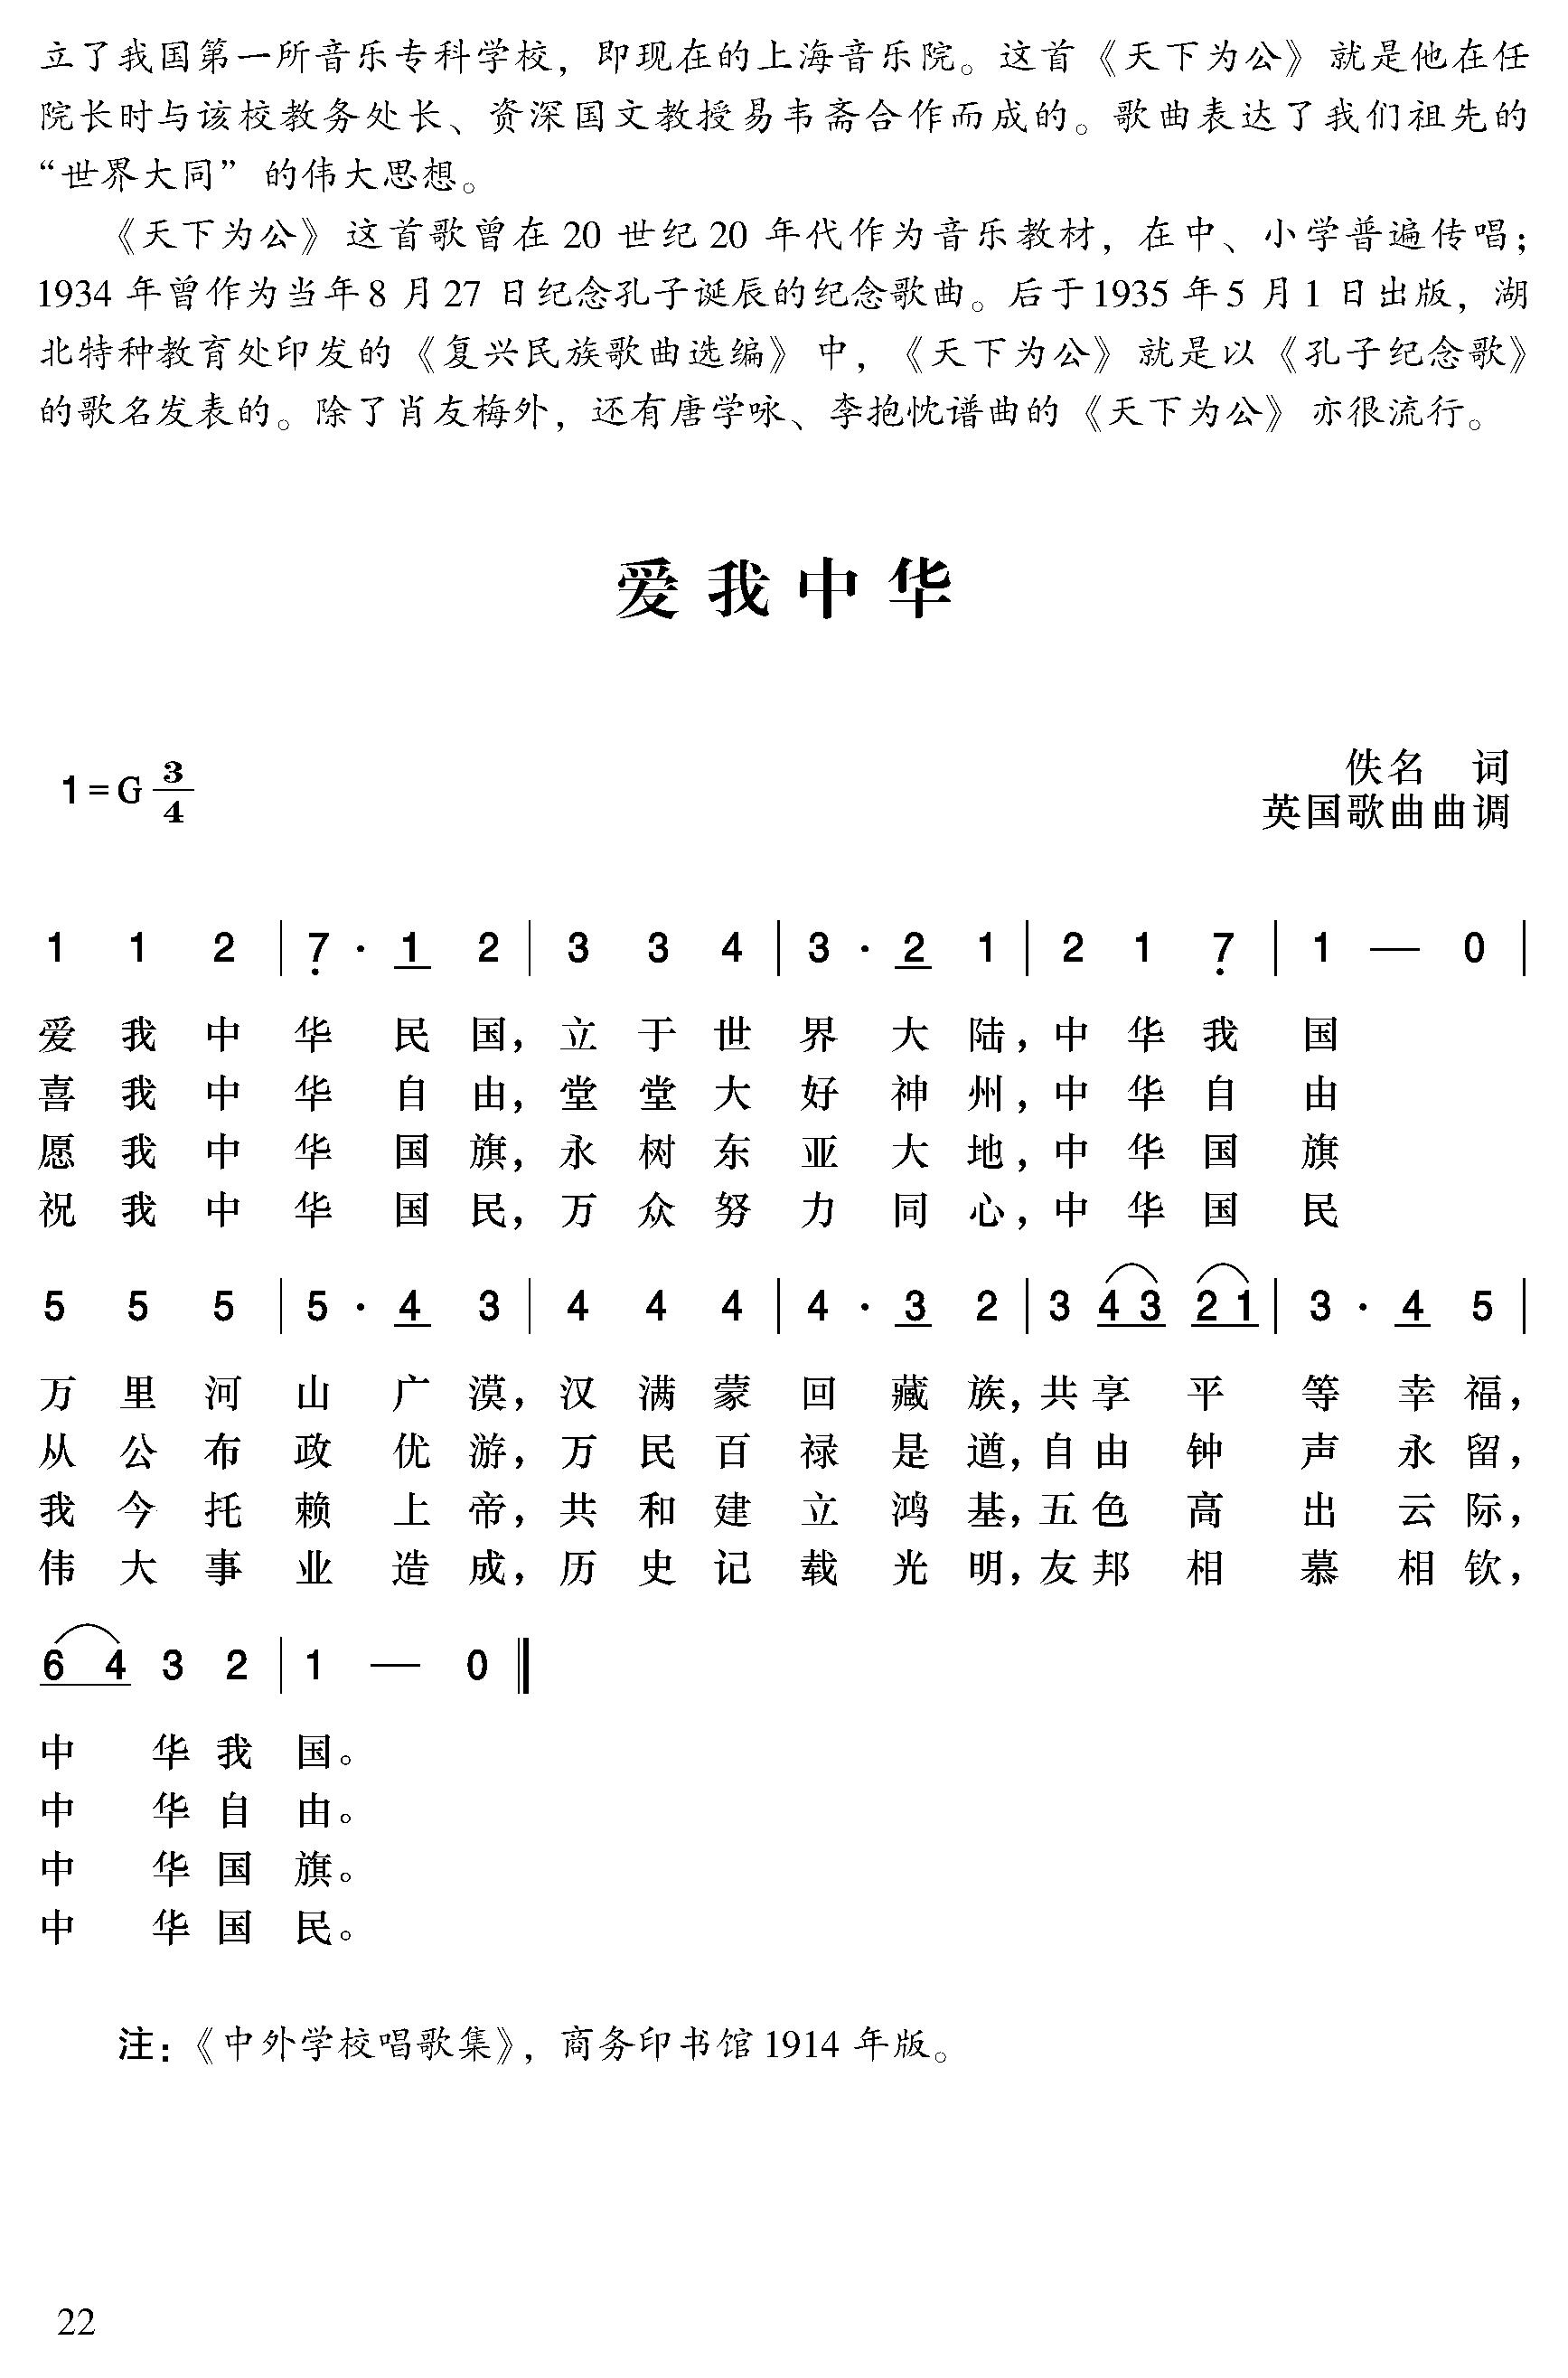 立了我国第一所音乐专科学校，即现在的上海音乐院。这首《天下为公》就是他在任
院长时与该校教务处长、资深国文教授易韦斋合作而成的。歌曲表达了我们祖先的
“世界大同”的伟大思想。
《天下为公》这首歌曾在20世纪20年代作为音乐教材，在中、小学普遍传唱；
1934年曾作为当年8月27日纪念孔子诞辰的纪念歌曲。后于1935年5月1日出版，湖
北特种教育处印发的《复兴民族歌曲选编》中，《天下为公》就是以《孔子纪念歌》
的歌名发表的。除了肖友梅外，还有唐学咏、李抱忱谱曲的《天下为公》亦很流行。
爱我中华
1=G 3/4
佚名 词
英国歌曲曲调
1 1 2 | 7̣ · 1 2 | 3 3 4 | 3 · 2 1 | 2 1 7̣ | 1 — 0 |
爱我中华民国，立于世界大陆，中华我国
喜我中华自由，堂堂大好神州，中华自由
愿我中华国旗，永树东亚大地，中华国旗
祝我中华国民，万众努力同心，中华国民
5 5 5 | 5 · 4 3 | 4 4 4 | 4 · 3 2 | 3 4 3 2 1 | 3 · 4 5 |
万里河山广漠，汉满蒙回藏族，共享平等幸福，
从公布政优游，万民百禄是遒，自由钟声永留，
我今托赖上帝，共和建立鸿基，五色高出云际，
伟大事业造成，历史记载光明，友邦相慕相钦，
6 4 3 2 | 1 — 0 ‖
中华我国。
中华自由。
中华国旗。
中华国民。
注：《中外学校唱歌集》，商务印书馆1914年版。
22